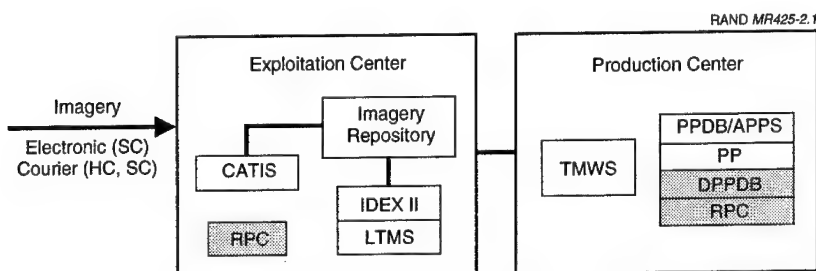 RAND MR425-2.1
Exploitation Center
Production Center
Imagery
Electronic (SC)
Courier (HC, SC)
Imagery
Repository
CATIS
IDEX II
LTMS
RPC
TMWS
PPDB/APPS
PP
DPPDB
RPC